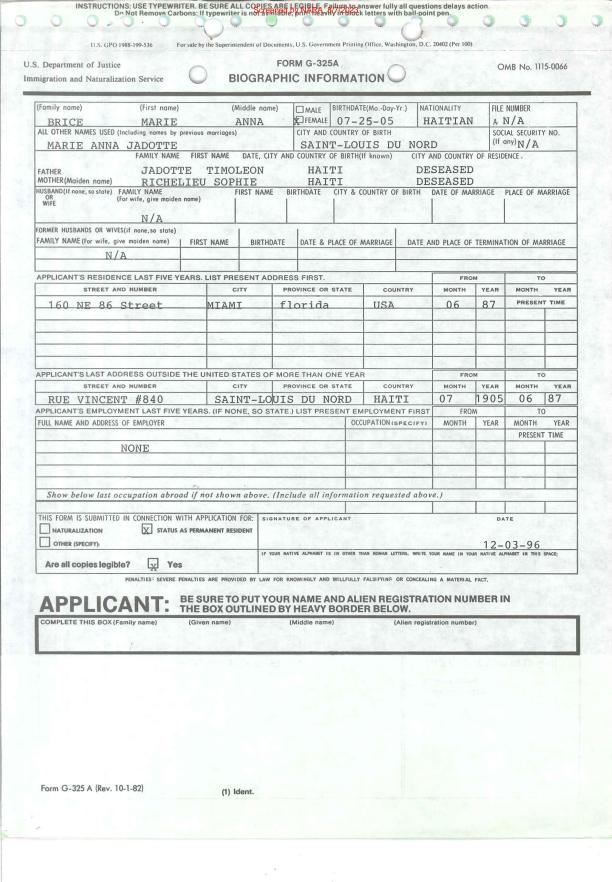 INSTRUCTIONS: USE TYPEWRITER. BE SURE ALL COPIES ARE LEGIBLE. Failure to answer fully all questions delays action.
Do Not Remove Carbons: If typewriter is not available, print heavily in block letters with ball-point pen.
Screened by NARA,
U.S. GPO 1988-199-536 For sale by the Superintendent of Documents, U.S. Government Printing Office, Washington, D.C. 20402 (Per 100)
U.S. Department of Justice FORM G-325A OMB No. 1115-0066
Immigration and Naturalization Service BIOGRAPHIC INFORMATION
(Family name) (First name) (Middle name) MALE BIRTHDATE(Mo.-Day-Yr.) NATIONALITY FILE NUMBER
BRICE MARIE ANNA X FEMALE 07-25-05 HAITIAN A N/A
ALL OTHER NAMES USED (Including names by previous marriages) CITY AND COUNTRY OF BIRTH SOCIAL SECURITY NO.
MARIE ANNA JADOTTE SAINT-LOUIS DU NORD (If any) N/A
FAMILY NAME FIRST NAME DATE, CITY AND COUNTRY OF BIRTH(If known) CITY AND COUNTRY OF RESIDENCE.
FATHER JADOTTE TIMOLEON HAITI DESEASED
MOTHER(Maiden name) RICHELIEU SOPHIE HAITI DESEASED
HUSBAND(If none, so state) FAMILY NAME FIRST NAME BIRTHDATE CITY & COUNTRY OF BIRTH DATE OF MARRIAGE PLACE OF MARRIAGE
OR (For wife, give maiden name)
WIFE
N/A
FORMER HUSBANDS OR WIVES(if none,so state)
FAMILY NAME (For wife, give maiden name) FIRST NAME BIRTHDATE DATE & PLACE OF MARRIAGE DATE AND PLACE OF TERMINATION OF MARRIAGE
N/A
APPLICANT'S RESIDENCE LAST FIVE YEARS. LIST PRESENT ADDRESS FIRST. FROM TO
STREET AND NUMBER CITY PROVINCE OR STATE COUNTRY MONTH YEAR MONTH YEAR
160 NE 86 Street MIAMI florida USA 06 87 PRESENT TIME
APPLICANT'S LAST ADDRESS OUTSIDE THE UNITED STATES OF MORE THAN ONE YEAR FROM TO
STREET AND NUMBER CITY PROVINCE OR STATE COUNTRY MONTH YEAR MONTH YEAR
RUE VINCENT #840 SAINT-LOUIS DU NORD HAITI 07 1905 06 87
APPLICANT'S EMPLOYMENT LAST FIVE YEARS. (IF NONE, SO STATE.) LIST PRESENT EMPLOYMENT FIRST FROM TO
FULL NAME AND ADDRESS OF EMPLOYER OCCUPATION(SPECIFY) MONTH YEAR MONTH YEAR
PRESENT TIME
NONE
Show below last occupation abroad if not shown above. (Include all information requested above.)
THIS FORM IS SUBMITTED IN CONNECTION WITH APPLICATION FOR: SIGNATURE OF APPLICANT DATE
NATURALIZATION X STATUS AS PERMANENT RESIDENT
OTHER (SPECIFY): 12-03-96
IF YOUR NATIVE ALPHABET IS IN OTHER THAN ROMAN LETTERS, WRITE YOUR NAME IN YOUR NATIVE ALPHABET IN THIS SPACE:
Are all copies legible? X Yes
PENALTIES: SEVERE PENALTIES ARE PROVIDED BY LAW FOR KNOWINGLY AND WILLFULLY FALSIFYING OR CONCEALING A MATERIAL FACT.
APPLICANT: BE SURE TO PUT YOUR NAME AND ALIEN REGISTRATION NUMBER IN
THE BOX OUTLINED BY HEAVY BORDER BELOW.
COMPLETE THIS BOX (Family name) (Given name) (Middle name) (Alien registration number)
Form G-325 A (Rev. 10-1-82) (1) Ident.